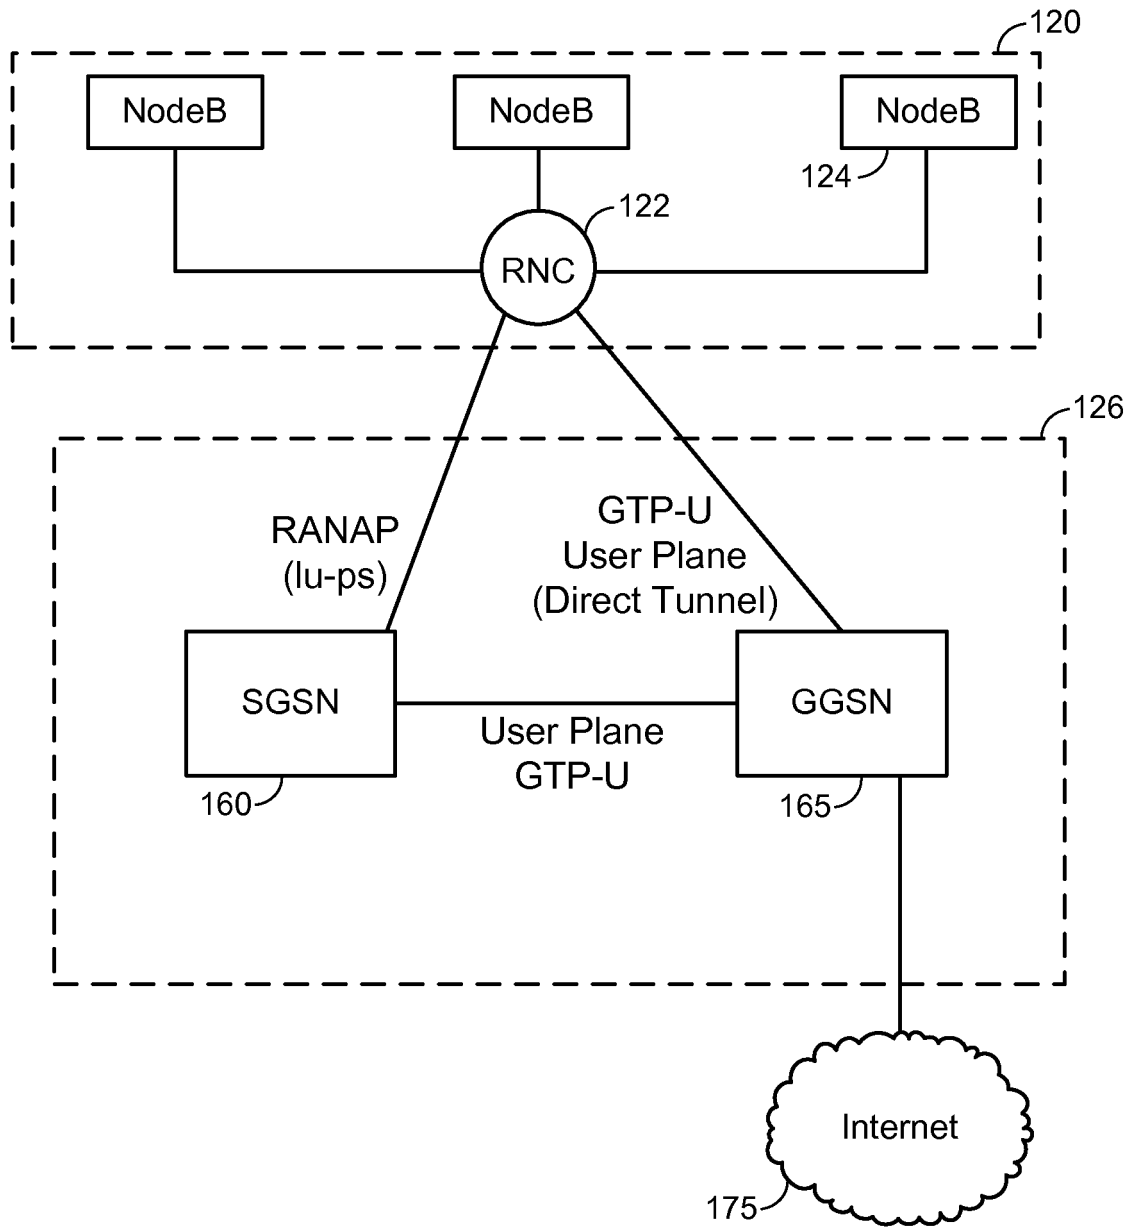 120
NodeB
NodeB
NodeB
124
122
RNC
126
RANAP
(Iu-ps)
GTP-U
User Plane
(Direct Tunnel)
SGSN
GGSN
User Plane
GTP-U
160
165
Internet
175